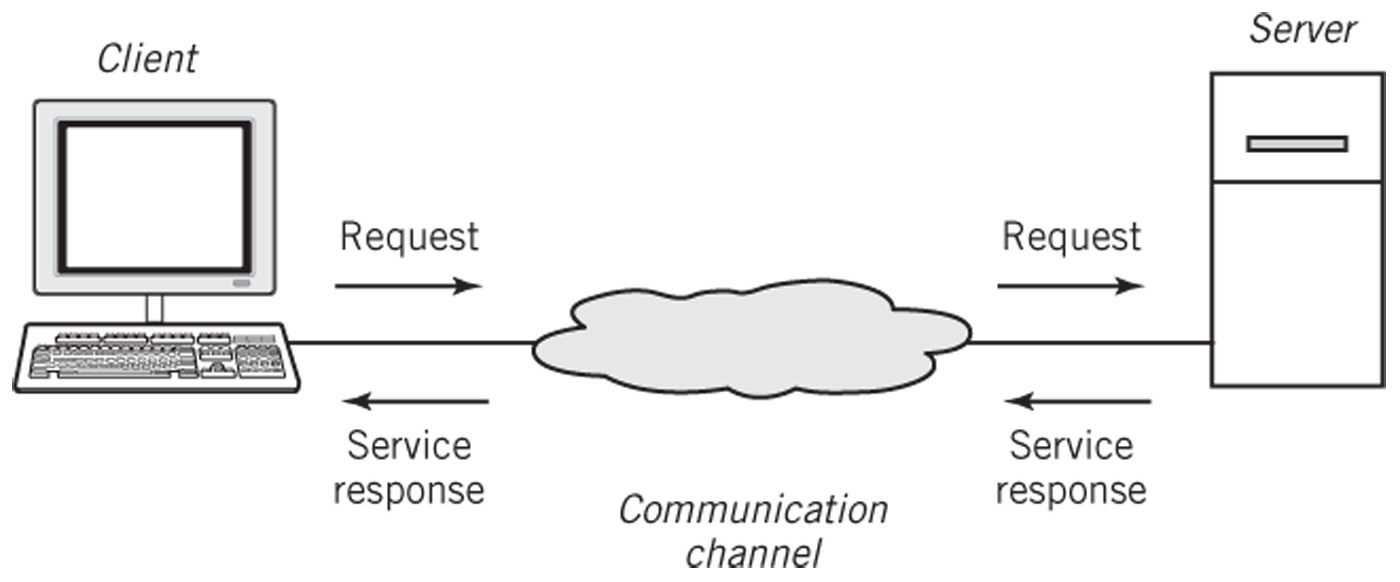 Client
Server
Request
Request
Service
response
Service
response
Communication
channel